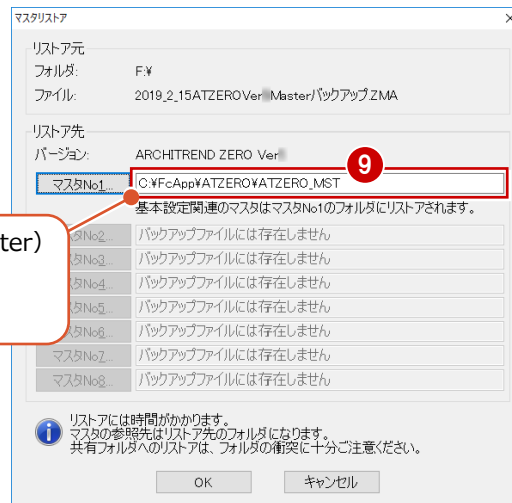 マスタリストア
リストア元
フォルダ: F:¥
ファイル: 2019_2_15ATZEROVer Masterバックアップ.ZMA
リストア先
バージョン: ARCHITREND ZERO Ver
9
マスタNo1... C:¥FcApp¥ATZERO¥ATZERO_MST
基本設定関連のマスタはマスタNo1のフォルダにリストアされます。
ter)
スタNo2... バックアップファイルには存在しません
スタNo3... バックアップファイルには存在しません
スタNo4... バックアップファイルには存在しません
スタNo5... バックアップファイルには存在しません
マスタNo6... バックアップファイルには存在しません
マスタNo7... バックアップファイルには存在しません
マスタNo8... バックアップファイルには存在しません
リストアには時間がかかります。
マスタの参照先はリストア先のフォルダになります。
共有フォルダへのリストアは、フォルダの衝突に十分ご注意ください。
OK キャンセル